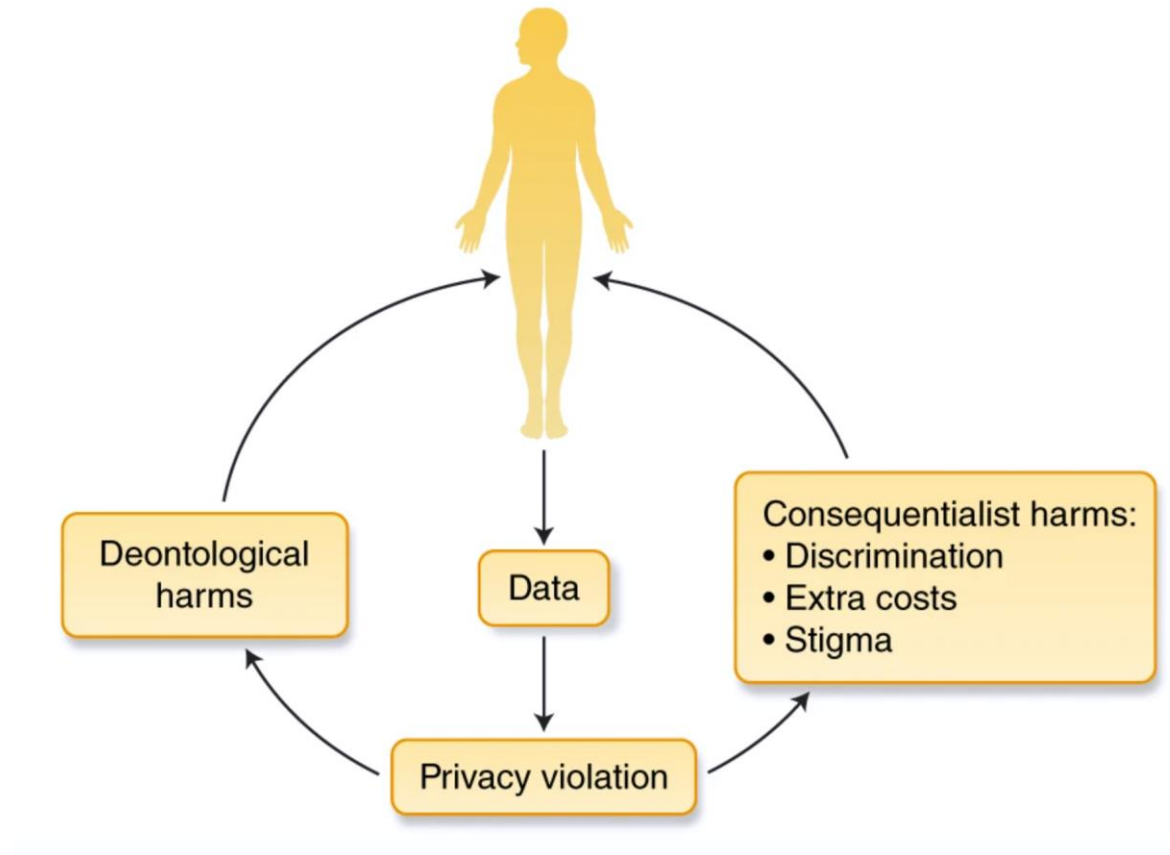 Deontological
harms
Data
Consequentialist harms:
• Discrimination
• Extra costs
• Stigma
Privacy violation